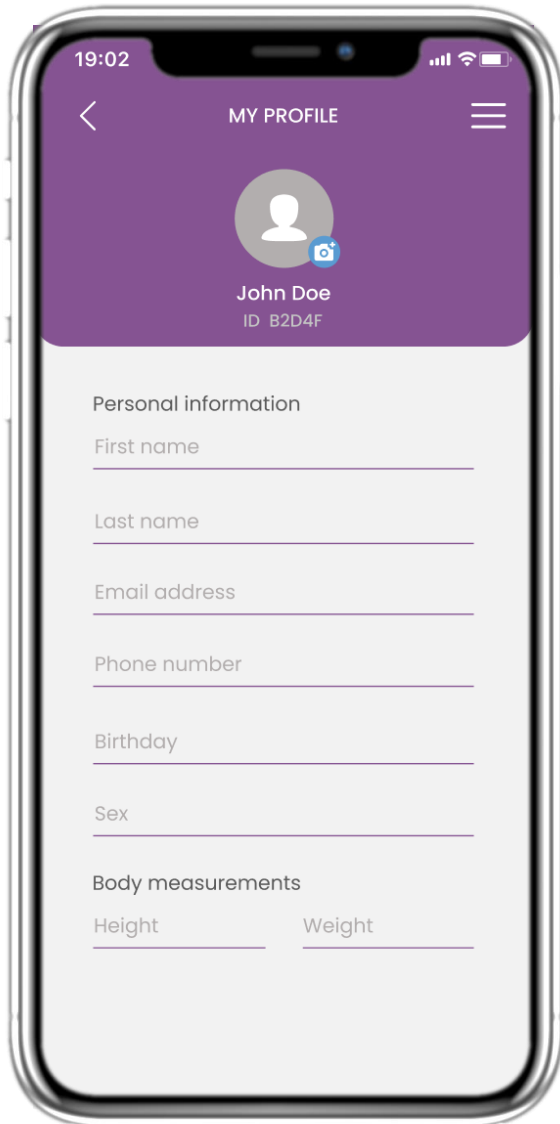 19:02
MY PROFILE
John Doe
ID B2D4F
Personal information
First name
Last name
Email address
Phone number
Birthday
Sex
Body measurements
Height Weight